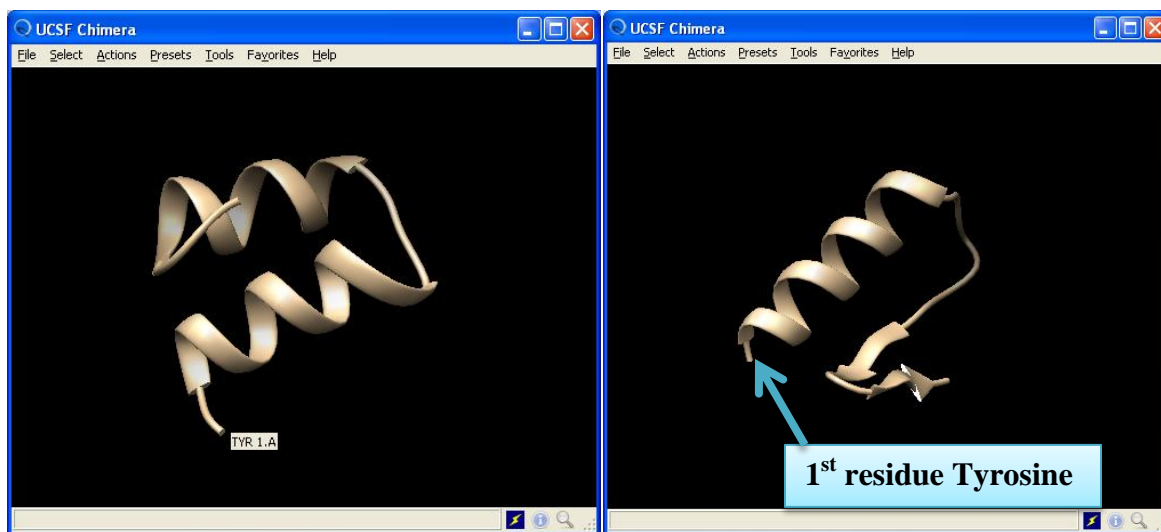 UCSF Chimera
File Select Actions Presets Tools Favorites Help
TYR 1.A
UCSF Chimera
File Select Actions Presets Tools Favorites Help
1st residue Tyrosine